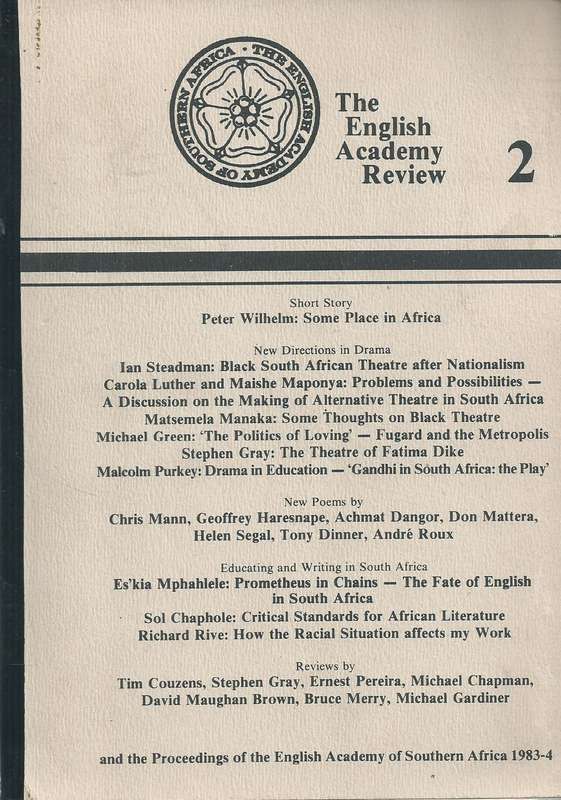 THE ENGLISH ACADEMY OF SOUTHERN AFRICA ·
The
English
Academy
Review
2
Short Story
Peter Wilhelm: Some Place in Africa
New Directions in Drama
Ian Steadman: Black South African Theatre after Nationalism
Carola Luther and Maishe Maponya: Problems and Possibilities —
A Discussion on the Making of Alternative Theatre in South Africa
Matsemela Manaka: Some Thoughts on Black Theatre
Michael Green: ‘The Politics of Loving’ — Fugard and the Metropolis
Stephen Gray: The Theatre of Fatima Dike
Malcolm Purkey: Drama in Education — ‘Gandhi in South Africa: the Play’
New Poems by
Chris Mann, Geoffrey Haresnape, Achmat Dangor, Don Mattera,
Helen Segal, Tony Dinner, André Roux
Educating and Writing in South Africa
Es'kia Mphahlele: Prometheus in Chains — The Fate of English
in South Africa
Sol Chaphole: Critical Standards for African Literature
Richard Rive: How the Racial Situation affects my Work
Reviews by
Tim Couzens, Stephen Gray, Ernest Pereira, Michael Chapman,
David Maughan Brown, Bruce Merry, Michael Gardiner
and the Proceedings of the English Academy of Southern Africa 1983-4